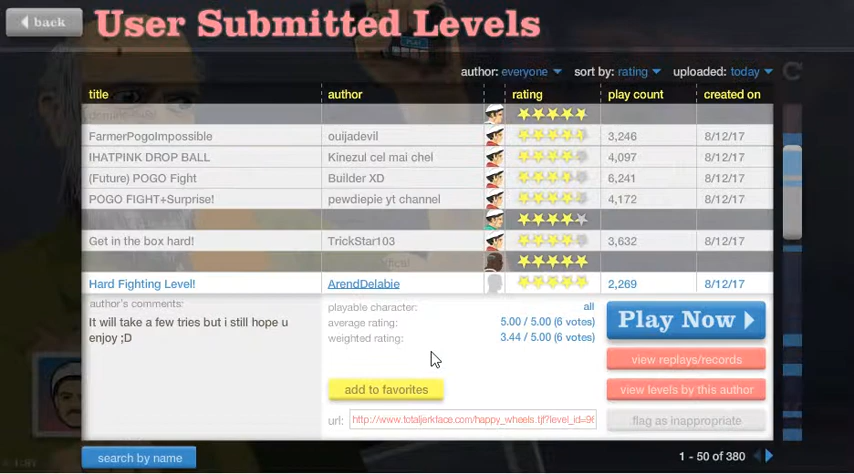 back
User Submitted Levels
author: everyone sort by: rating uploaded: today
title author rating play count created on
FarmerPogoImpossible ouijadevil 3,246 8/12/17
IHATPINK DROP BALL Kinezul cel mai chel 4,097 8/12/17
(Future) POGO Fight Builder XD 6,241 8/12/17
POGO FIGHT+Surprise! pewdiepie yt channel 4,172 8/12/17
Get in the box hard! TrickStar103 3,632 8/12/17
Hard Fighting Level! ArendDelabie 2,269 8/12/17
author's comments:
It will take a few tries but i still hope u
enjoy ;D
playable character: all
average rating: 5.00 / 5.00 (6 votes)
weighted rating: 3.44 / 5.00 (6 votes)
Play Now
view replays/records
add to favorites
view levels by this author
url: http://www.totaljerkface.com/happy_wheels.tjf?level_id=96
flag as inappropriate
search by name
1 - 50 of 380